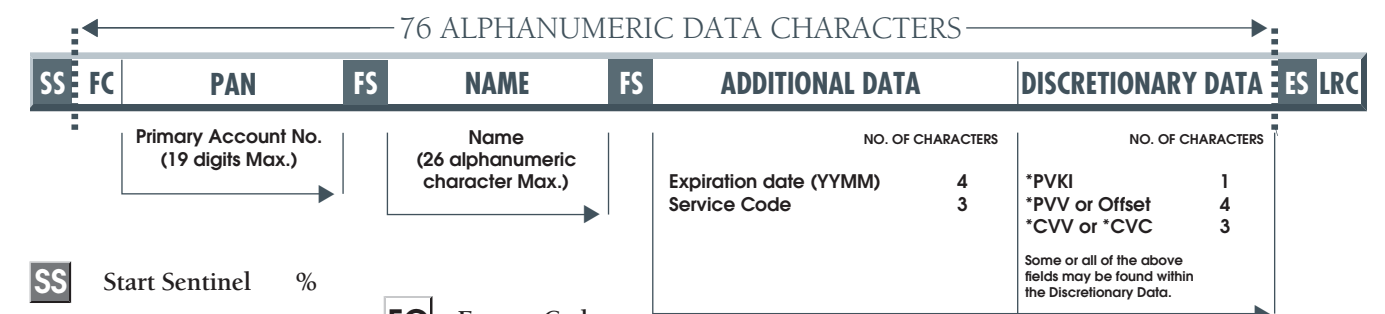 76 ALPHANUMERIC DATA CHARACTERS
SS FC PAN FS NAME FS ADDITIONAL DATA DISCRETIONARY DATA ES LRC
Primary Account No.
(19 digits Max.)
Name
(26 alphanumeric
character Max.)
NO. OF CHARACTERS
Expiration date (YYMM) 4
Service Code 3
NO. OF CHARACTERS
*PVKI 1
*PVV or Offset 4
*CVV or *CVC 3
Some or all of the above
fields may be found within
the Discretionary Data.
SS Start Sentinel %